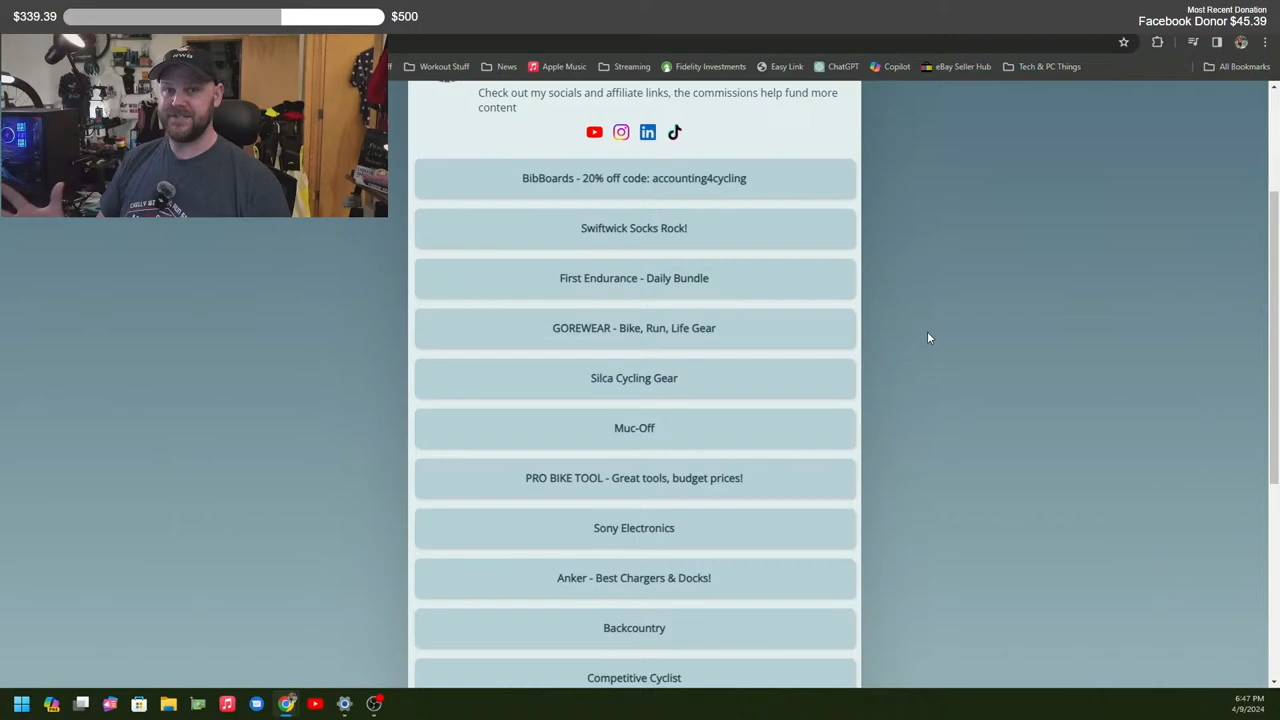 $339.39
$500
Most Recent Donation
Facebook Donor $45.39
Workout Stuff
News
Apple Music
Streaming
Fidelity Investments
Easy Link
ChatGPT
Copilot
eBay Seller Hub
Tech & PC Things
All Bookmarks
Check out my socials and affiliate links, the commissions help fund more
content
BibBoards - 20% off code: accounting4cycling
Swiftwick Socks Rock!
First Endurance - Daily Bundle
GOREWEAR - Bike, Run, Life Gear
Silca Cycling Gear
Muc-Off
PRO BIKE TOOL - Great tools, budget prices!
Sony Electronics
Anker - Best Chargers & Docks!
Backcountry
Competitive Cyclist
6:47 PM
4/9/2024